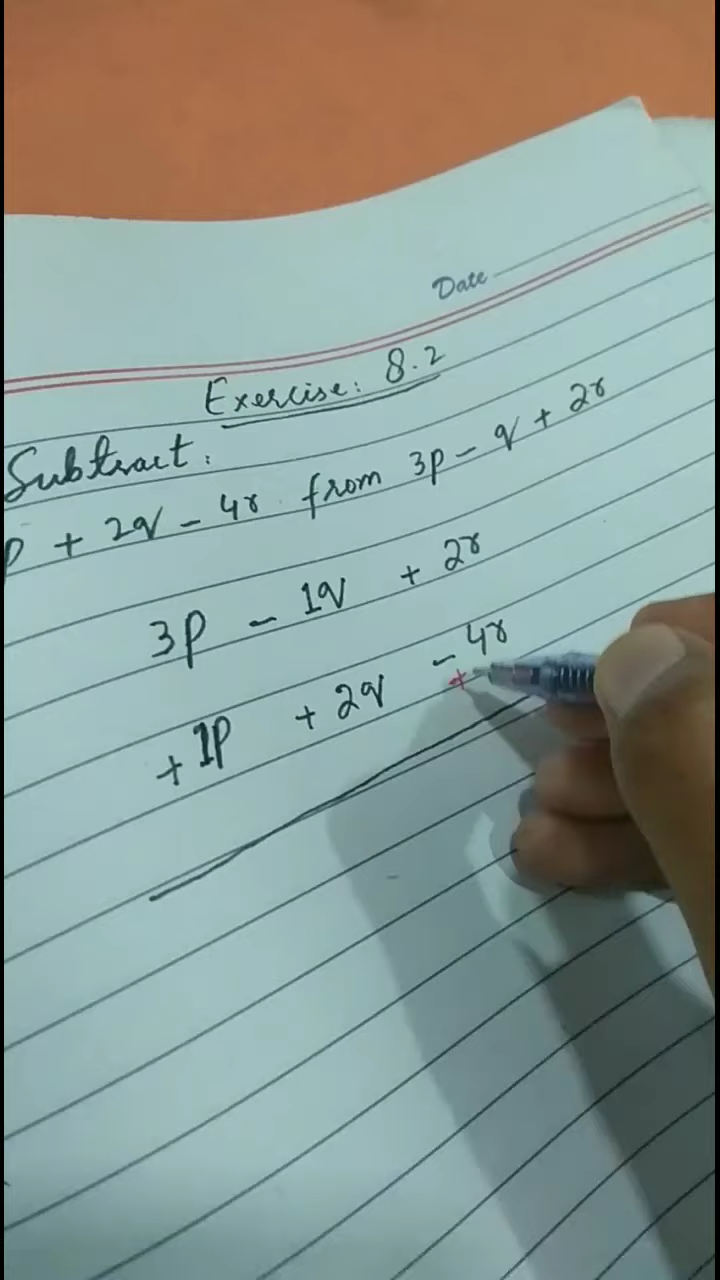 Date
Exercise: 8.2
Subtract:
p + 2q - 4r from 3p - q + 2r
3p - 1q + 2r
+ 1p + 2q - 4r
+